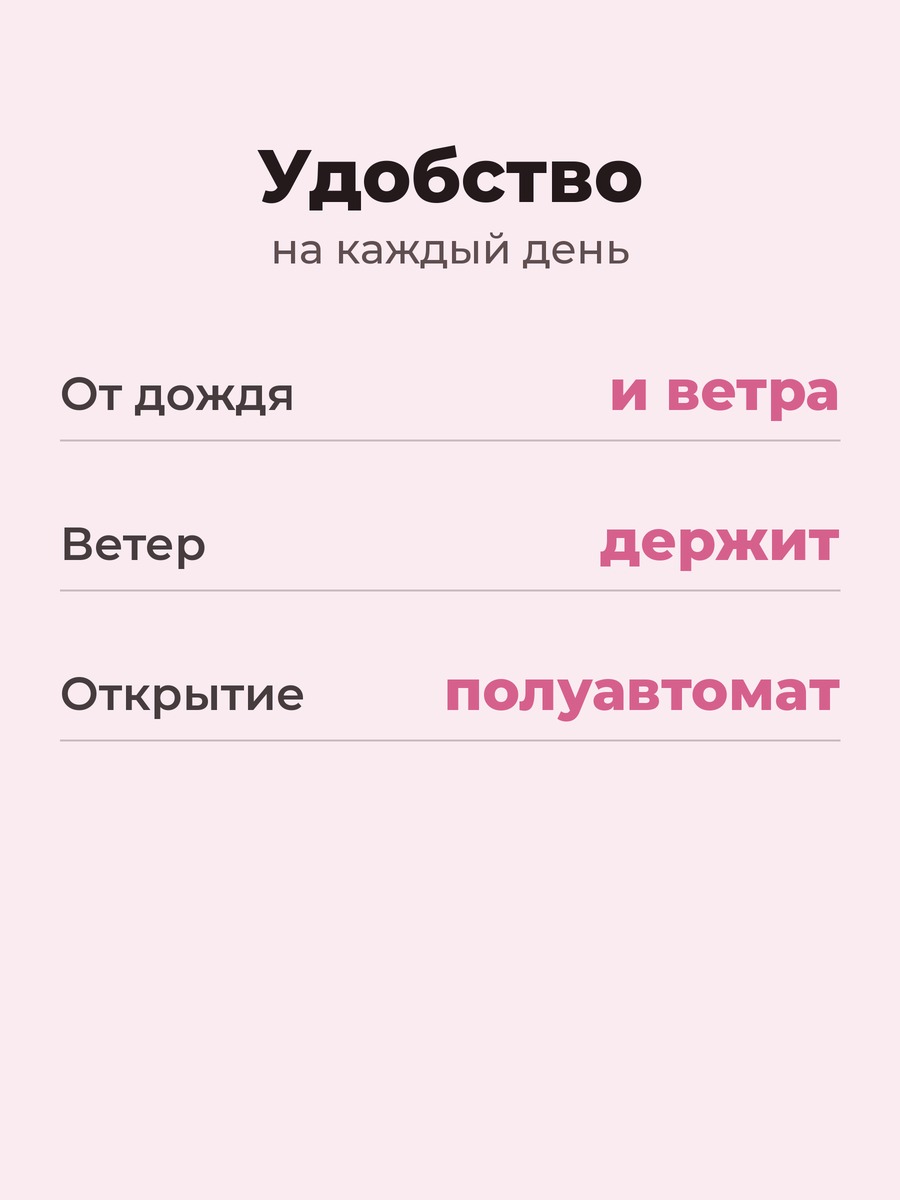 Удобство
на каждый день
От дождя и ветра
Ветер держит
Открытие полуавтомат